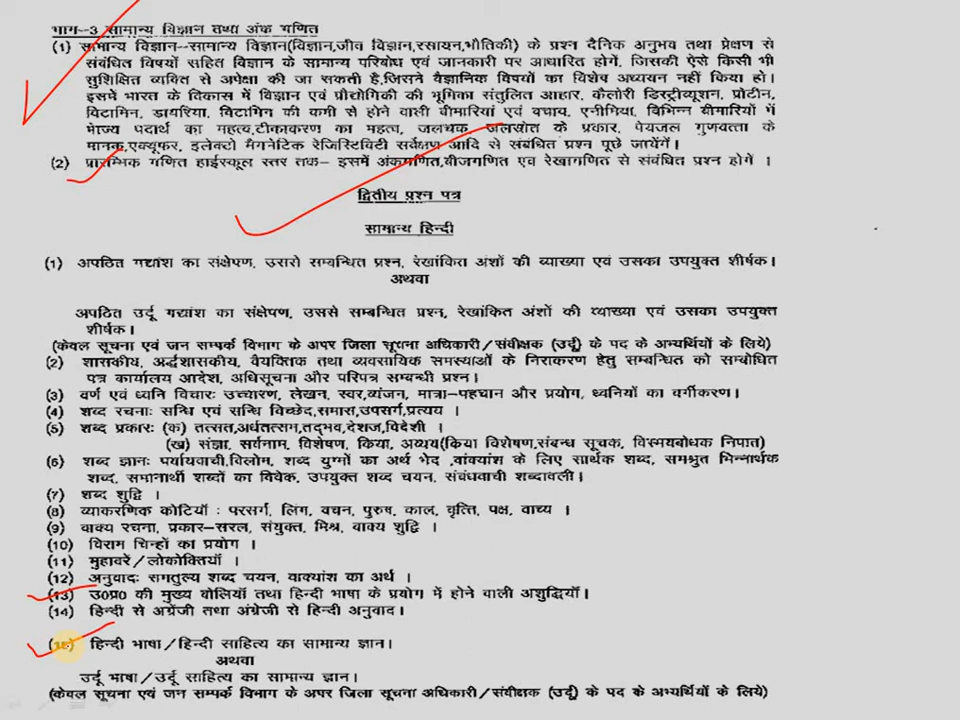 भाग–3 सामान्य विज्ञान तथा अंक गणित
(1) सामान्य विज्ञान--सामान्य विज्ञान(विज्ञान,जीव विज्ञान,रसायन,भौतिकी) के प्रश्न दैनिक अनुभव तथा प्रेक्षण से
संबंधित विषयों सहित विज्ञान के सामान्य परिबोध एवं जानकारी पर आधारित होगें, जिसकी ऐसे किसी भी
सुशिक्षित व्यक्ति से अपेक्षा की जा सकती है,जिसने वैज्ञानिक विषयों का विशेष अध्ययन नहीं किया हो।
इसमें भारत के विकास में विज्ञान एवं प्रौद्योगिकी की भूमिका संतुलित आहार, कैलोरी डिस्ट्रीब्यूशन, प्रोटीन,
विटामिन, डायरिया, विटामिन की कमी से होने वाली बीमारियां एवं बचाव, एनीमिया, विभिन्न बीमारियों में
भोज्य पदार्थ का महत्व,टीकाकरण का महत्व, जलचक्र जलस्रोत के प्रकार, पेयजल गुणवत्ता के
मानक,एक्यूफर, इलेक्टो मैगनेटिक रेजिस्टिविटी सर्वेक्षण आदि से संबंधित प्रश्न पूछे जायेंगें।
(2) प्रारम्भिक गणित हाईस्कूल स्तर तक– इसमें अंकगणित,बीजगणित एवं रेखागणित से संबंधित प्रश्न होगें ।
द्वितीय प्रश्न पत्र
सामान्य हिन्दी
(1) अपठित गद्यांश का संक्षेपण, उससे सम्बन्धित प्रश्न, रेखांकित अंशों की व्याख्या एवं उसका उपयुक्त शीर्षक।
अथवा
अपठित उर्दू गद्यांश का संक्षेपण, उससे सम्बन्धित प्रश्न, रेखांकित अंशों की व्याख्या एवं उसका उपयुक्त
शीर्षक।
(केवल सूचना एवं जन सम्पर्क विभाग के अपर जिला सूचना अधिकारी/संवीक्षक (उर्दू) के पद के अभ्यर्थियों के लिये)
(2) शासकीय, अर्द्धशासकीय, वैयक्तिक तथा व्यवसायिक समस्याओं के निराकरण हेतु सम्बन्धित को सम्बोधित
पत्र कार्यालय आदेश, अधिसूचना और परिपत्र सम्बन्धी प्रश्न।
(3) वर्ण एवं ध्वनि विचारः उच्चारण, लेखन, स्वर,व्यंजन, मात्रा–पहचान और प्रयोग, ध्वनियों का वर्गीकरण।
(4) शब्द रचनाः सन्धि एवं सन्धि विच्छेद,समास,उपसर्ग,प्रत्यय ।
(5) शब्द प्रकारः (क) तत्सत,अर्धतत्सम,तद्भव,देशज,विदेशी ।
(ख) संज्ञा, सर्वनाम, विशेषण, क्रिया, अव्यय(क्रिया विशेषण,संबन्ध सूचक, विस्मयबोधक निपात)
(6) शब्द ज्ञानः पर्यायवाची,विलोम, शब्द युग्मों का अर्थ भेद ,वाक्यांश के लिए सार्थक शब्द, समश्रुत भिन्नार्थक
शब्द, समानार्थी शब्दों का विवेक, उपयुक्त शब्द चयन, संबंधवाची शब्दावली।
(7) शब्द शुद्वि ।
(8) व्याकरणिक कोटियॉ : परसर्ग, लिंग, वचन, पुरुष, काल, वृत्ति, पक्ष, वाच्य ।
(9) वाक्य रचना, प्रकार–सरल, संयुक्त, मिश्र, वाक्य शुद्वि ।
(10) विराम चिन्हों का प्रयोग ।
(11) मुहावरें/लोकोक्तियॉ ।
(12) अनुवादः समतुल्य शब्द चयन, वाक्यांश का अर्थ ।
(13) उ0प्र0 की मुख्य बोलियाँ तथा हिन्दी भाषा के प्रयोग में होने वाली अशुद्धियॉ।
(14) हिन्दी से अग्रेंजी तथा अंग्रेजी से हिन्दी अनुवाद।
(15) हिन्दी भाषा/हिन्दी साहित्य का सामान्य ज्ञान।
अथवा
उर्दू भाषा/उर्दू साहित्य का सामान्य ज्ञान।
(केवल सूचना एवं जन सम्पर्क विभाग के अपर जिला सूचना अधिकारी/संवीक्षक (उर्दू) के पद के अभ्यर्थियों के लिये)